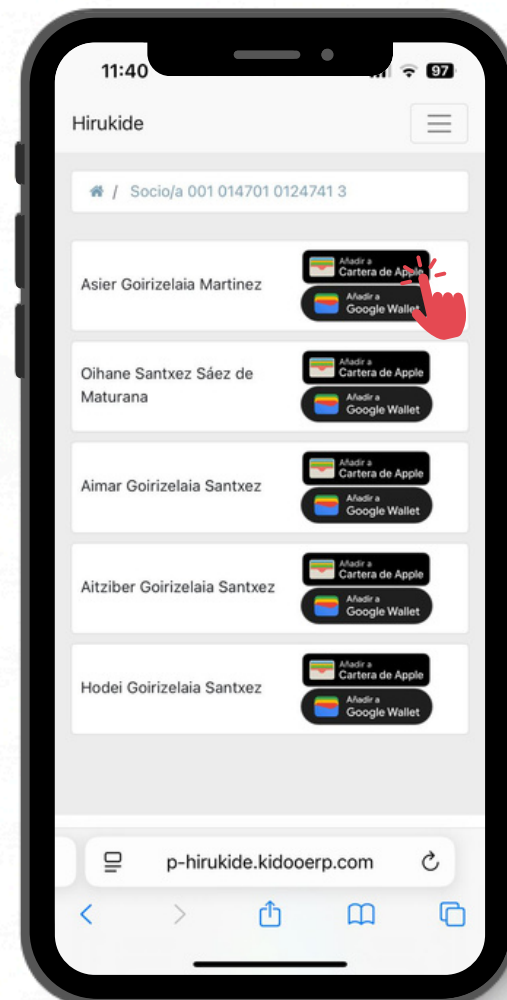 11:40
97
Hirukide
/ Socio/a 001 014701 0124741 3
Asier Goirizelaia Martinez
Añadir a
Cartera de Apple
Añadir a
Google Wallet
Oihane Santxez Sáez de
Maturana
Añadir a
Cartera de Apple
Añadir a
Google Wallet
Aimar Goirizelaia Santxez
Añadir a
Cartera de Apple
Añadir a
Google Wallet
Aitziber Goirizelaia Santxez
Añadir a
Cartera de Apple
Añadir a
Google Wallet
Hodei Goirizelaia Santxez
Añadir a
Cartera de Apple
Añadir a
Google Wallet
p-hirukide.kidooerp.com